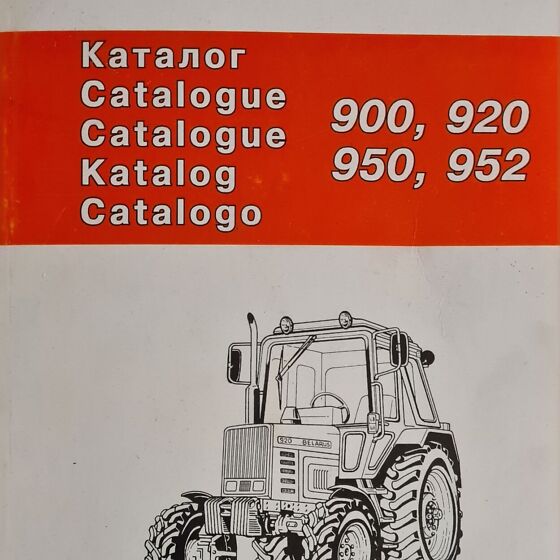 Каталог
Catalogue
Catalogue
Katalog
Catalogo
900, 920
950, 952
920 BELARUS